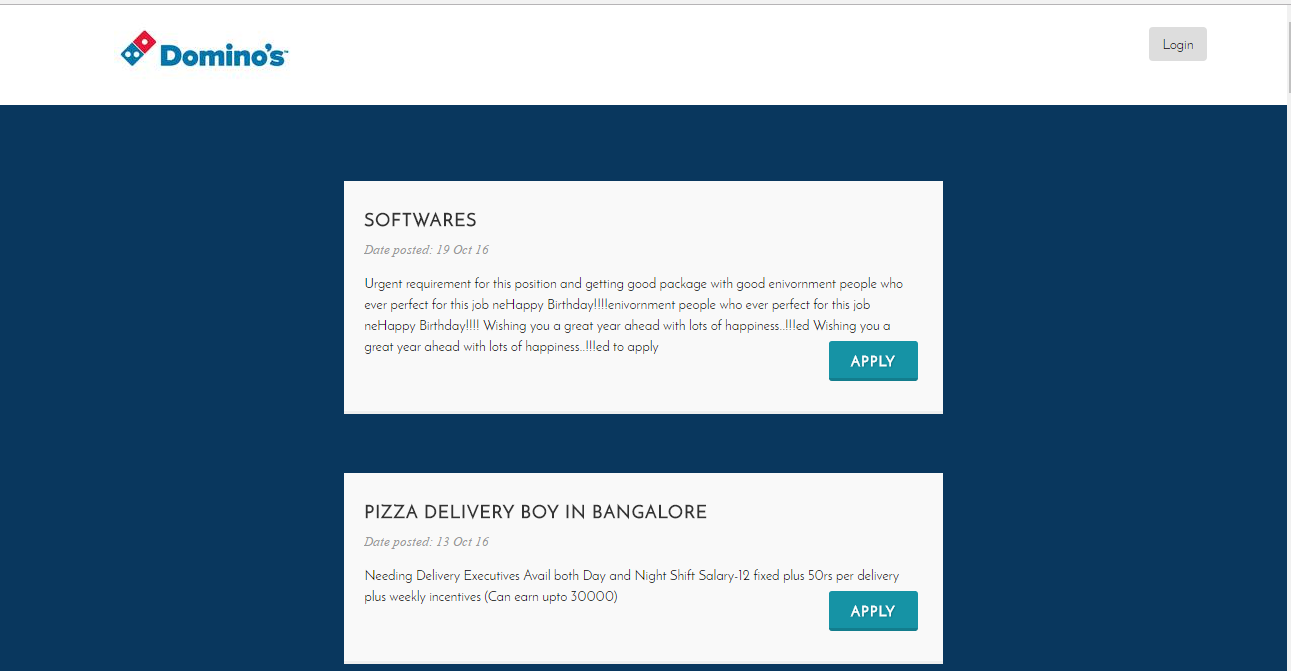 Domino's™
Login
SOFTWARES
Date posted: 19 Oct 16
Urgent requirement for this position and getting good package with good enivornment people who
ever perfect for this job neHappy Birthday!!!!enivornment people who ever perfect for this job
neHappy Birthday!!!! Wishing you a great year ahead with lots of happiness..!!!ed Wishing you a
great year ahead with lots of happiness..!!!ed to apply
APPLY
PIZZA DELIVERY BOY IN BANGALORE
Date posted: 13 Oct 16
Needing Delivery Executives Avail both Day and Night Shift Salary-12 fixed plus 50rs per delivery
plus weekly incentives (Can earn upto 30000)
APPLY